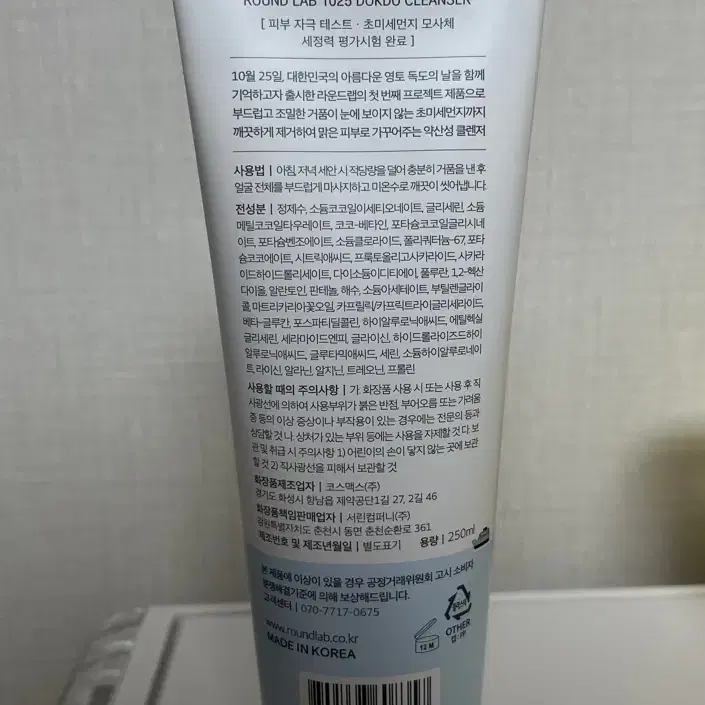 ROUND LAB 1025 DOKDO CLEANSER
[ 피부 자극 테스트 · 초미세먼지 모사체
세정력 평가시험 완료 ]
10월 25일, 대한민국의 아름다운 영토 독도의 날을 함께
기억하고자 출시한 라운드랩의 첫 번째 프로젝트 제품으로
부드럽고 조밀한 거품이 눈에 보이지 않는 초미세먼지까지
깨끗하게 제거하여 맑은 피부로 가꾸어주는 약산성 클렌저
사용법 | 아침, 저녁 세안 시 적당량을 덜어 충분히 거품을 낸 후
얼굴 전체를 부드럽게 마사지하고 미온수로 깨끗이 씻어냅니다.
전성분 | 정제수, 소듐코코일이세티오네이트, 글리세린, 소듐
메틸코코일타우레이트, 코코-베타인, 포타슘코코일글리시네
이트, 포타슘벤조에이트, 소듐클로라이드, 폴리쿼터늄-67, 포타
슘코코에이트, 시트릭애씨드, 프룩토올리고사카라이드, 사카라
이드하이드롤리세이트, 다이소듐이디티에이, 풀루란, 1,2-헥산
다이올, 알란토인, 판테놀, 해수, 소듐아세테이트, 부틸렌글라이
콜, 마트리카리아꽃오일, 카프릴릭/카프릭트라이글리세라이드,
베타-글루칸, 포스파티딜콜린, 하이알루로닉애씨드, 에틸헥실
글리세린, 세라마이드엔피, 글라이신, 하이드롤라이즈드하이
알루로닉애씨드, 글루타믹애씨드, 세린, 소듐하이알루로네이
트, 라이신, 알라닌, 알지닌, 트레오닌, 프롤린
사용할 때의 주의사항 | 가. 화장품 사용 시 또는 사용 후 직
사광선에 의하여 사용부위가 붉은 반점, 부어오름 또는 가려움
증 등의 이상 증상이나 부작용이 있는 경우에는 전문의 등과
상담할 것 나. 상처가 있는 부위 등에는 사용을 자제할 것 다. 보
관 및 취급 시 주의사항 1) 어린이의 손이 닿지 않는 곳에 보관
할 것 2) 직사광선을 피해서 보관할 것
화장품제조업자 | 코스맥스(주)
경기도 화성시 향남읍 제약공단1길 27, 2길 46
화장품책임판매업자 | 서린컴퍼니(주)
강원특별자치도 춘천시 동면 춘천순환로 361
제조번호 및 제조년월일 | 별도표기 용량 | 250ml
본 제품에 이상이 있을 경우 공정거래위원회 고시 소비자
분쟁해결기준에 의해 보상해드립니다.
고객센터 | 070-7717-0675
www.roundlab.co.kr
MADE IN KOREA
12 M
OTHER